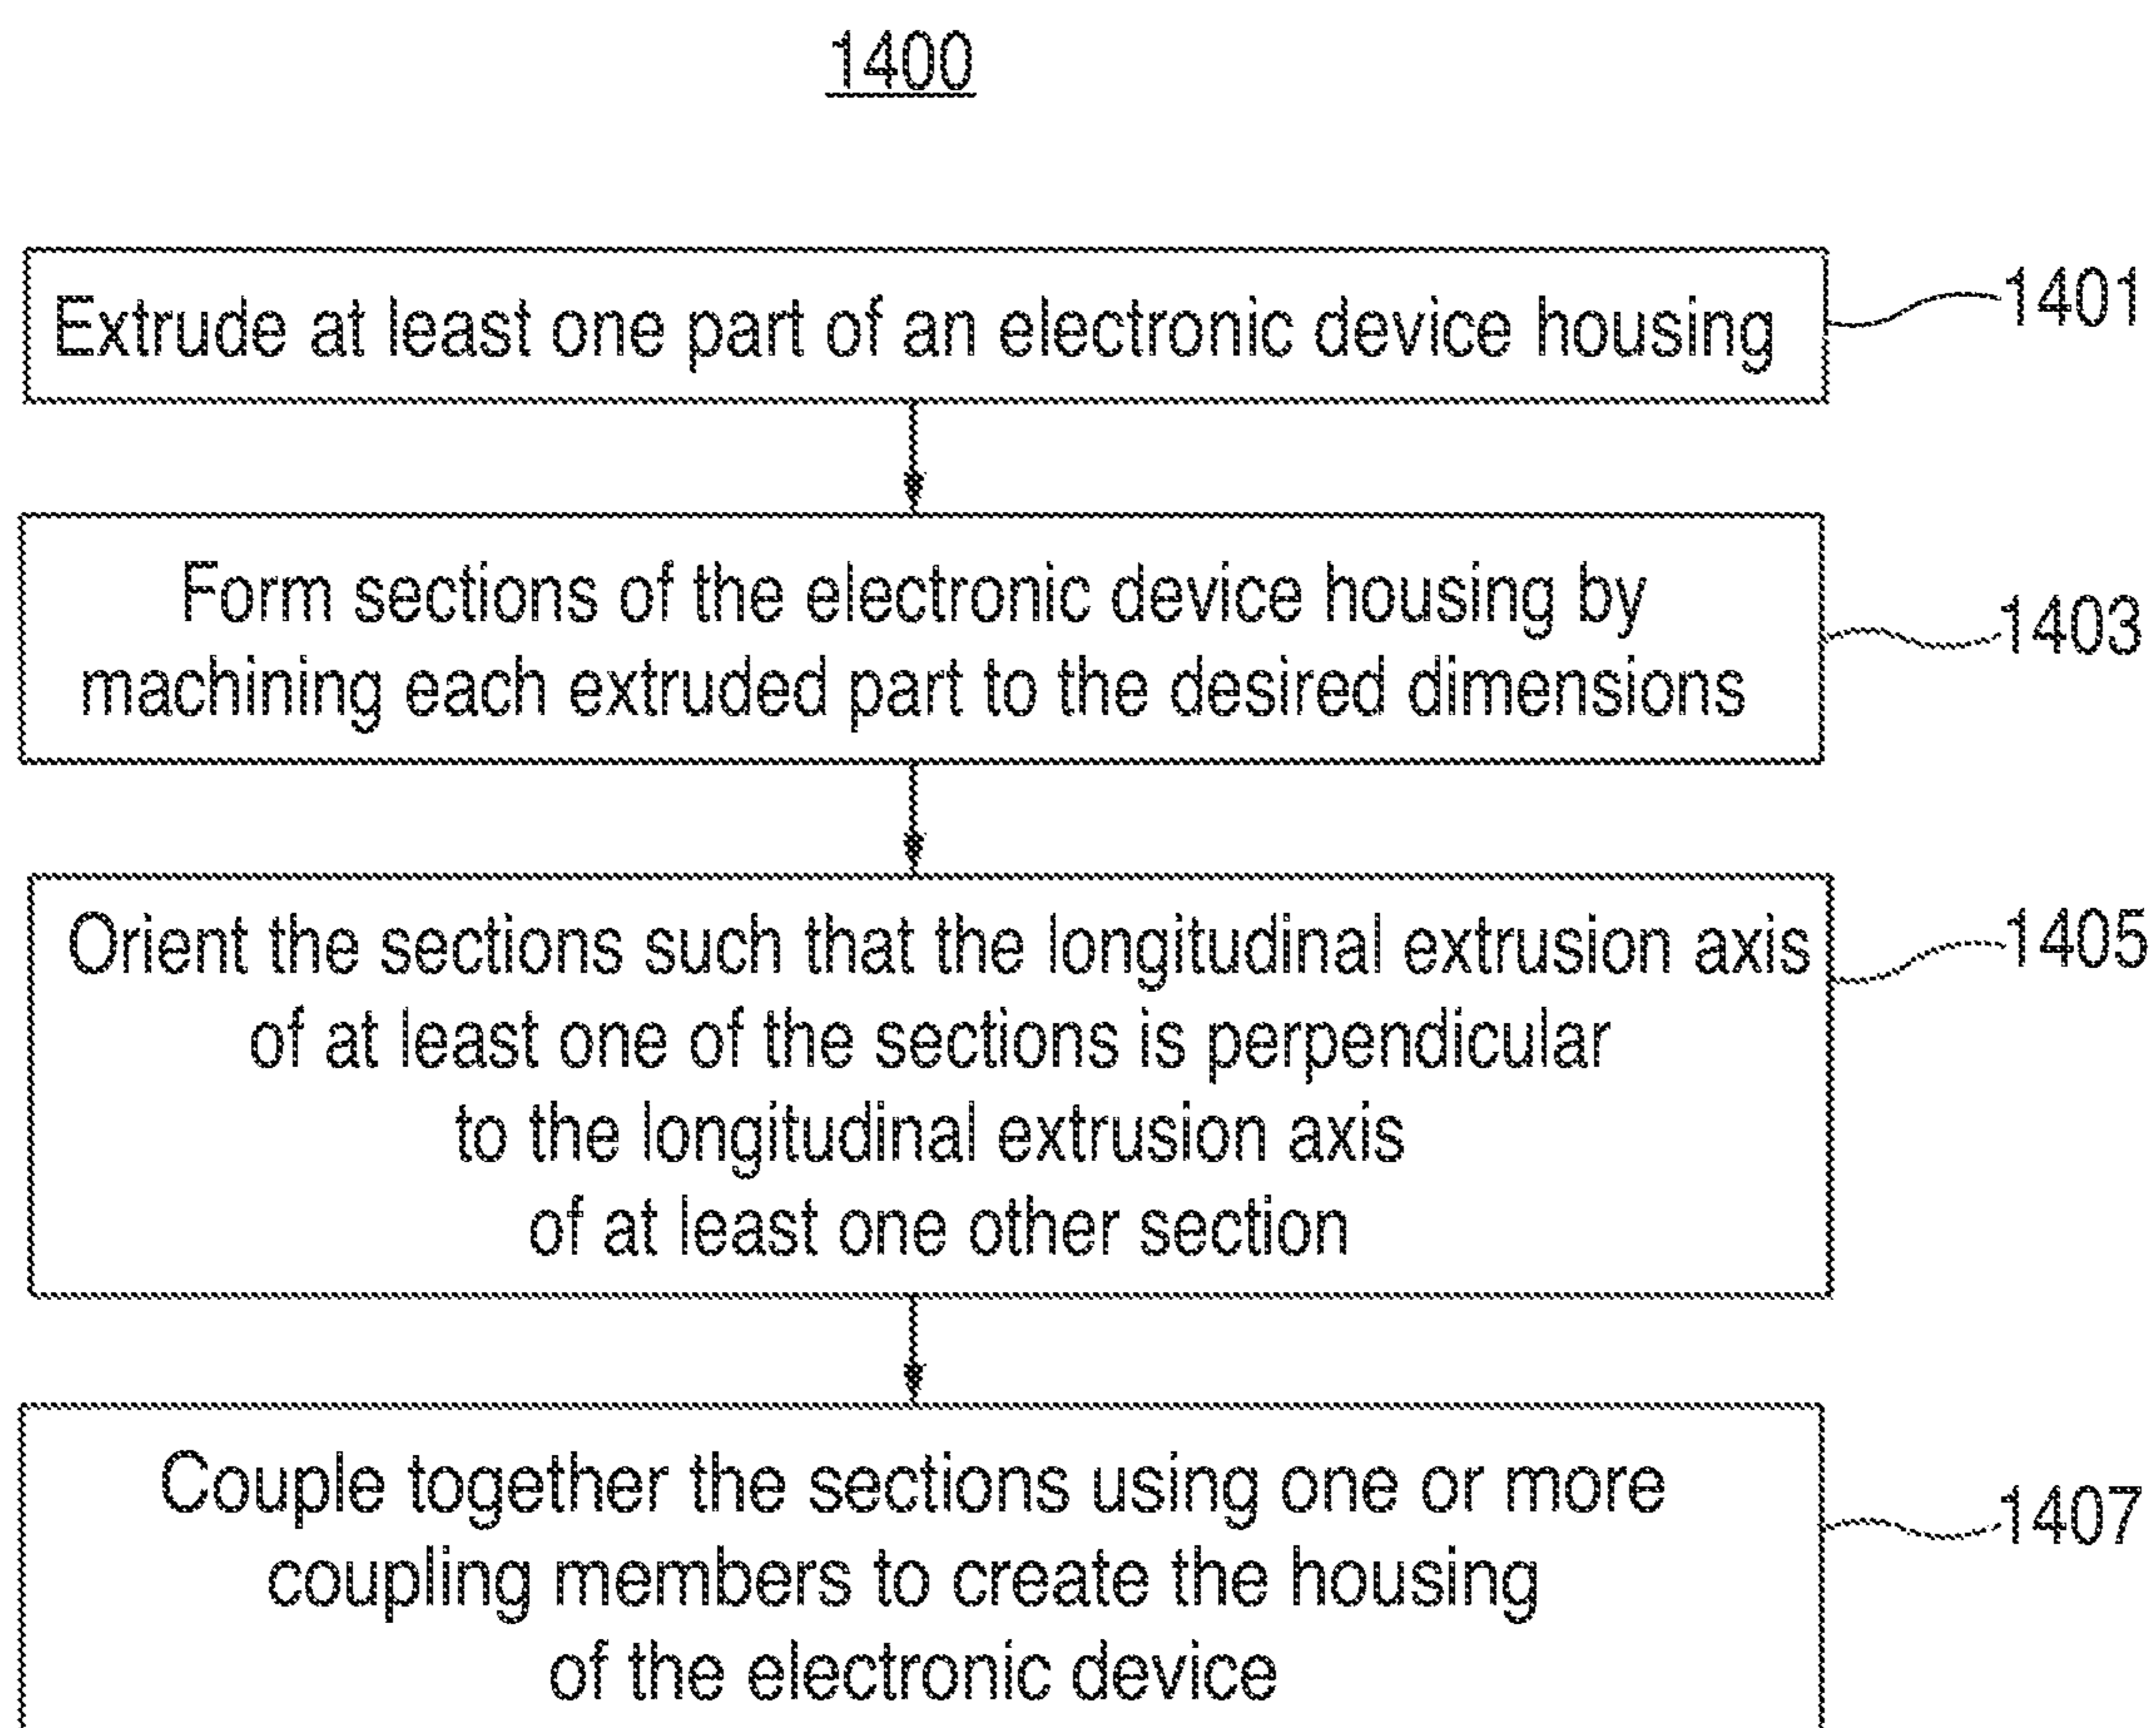 1400
Extrude at least one part of an electronic device housing
1401
Form sections of the electronic device housing by
machining each extruded part to the desired dimensions
1403
Orient the sections such that the longitudinal extrusion axis
of at least one of the sections is perpendicular
to the longitudinal extrusion axis
of at least one other section
1405
Couple together the sections using one or more
coupling members to create the housing
of the electronic device
1407